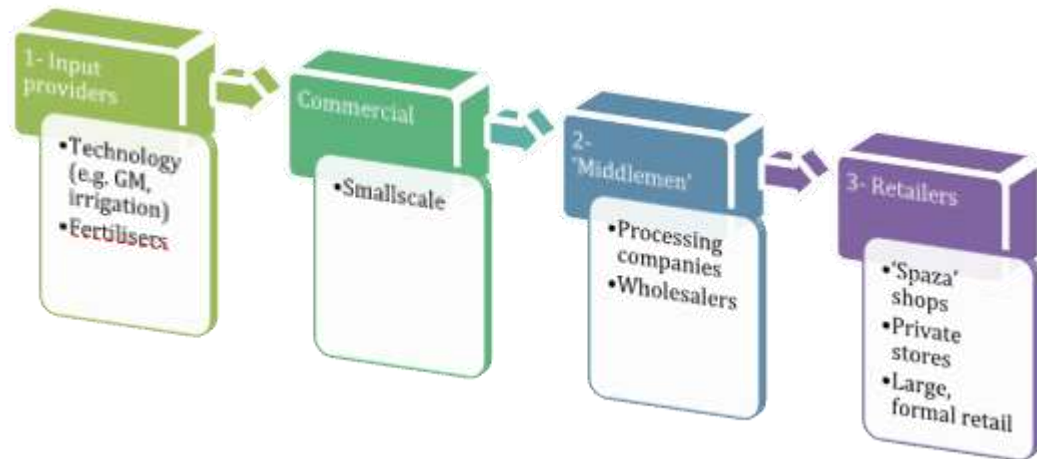 1- Input
providers
•Technology
(e.g. GM,
irrigation)
•Fertilisers
Commercial
•Smallscale
2-
'Middlemen'
•Processing
companies
•Wholesalers
3- Retailers
•'Spaza'
shops
•Private
stores
•Large,
formal retail